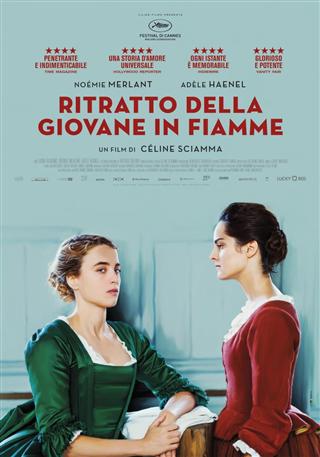 FESTIVAL DE CANNES
PENETRANTE
E INDIMENTICABILE
TIME MAGAZINE
UNA STORIA D'AMORE
UNIVERSALE
HOLLYWOOD REPORTER
OGNI ISTANTE
È MEMORABILE
INDIEWIRE
GLORIOSO
E POTENTE
VANITY FAIR
NOÉMIE MERLANT
ADÈLE HAENEL
RITRATTO DELLA
GIOVANE IN FIAMME
UN FILM DI CÉLINE SCIAMMA
LUCKY RED